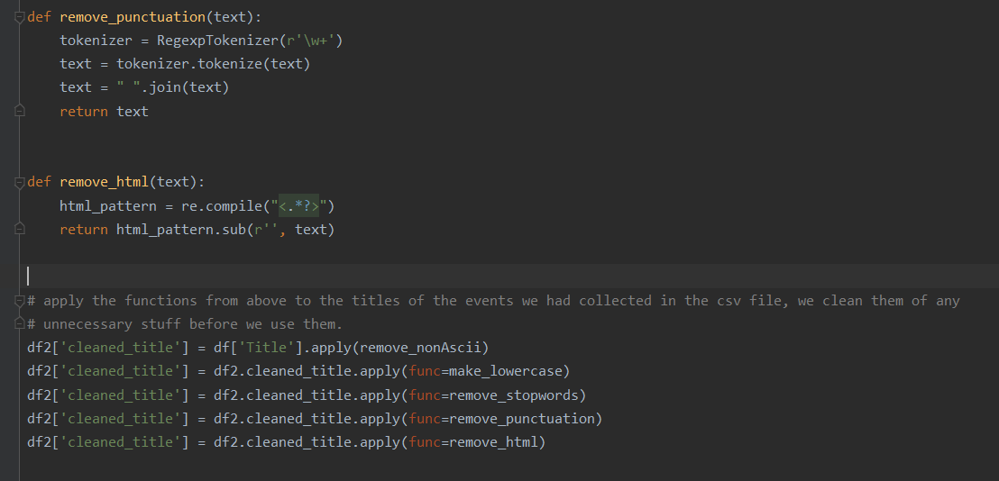 def remove_punctuation(text):
    tokenizer = RegexpTokenizer(r'\w+')
    text = tokenizer.tokenize(text)
    text = " ".join(text)
    return text
def remove_html(text):
    html_pattern = re.compile("<.*?>")
    return html_pattern.sub(r'', text)
# apply the functions from above to the titles of the events we had collected in the csv file, we clean them of any
# unnecessary stuff before we use them.
df2['cleaned_title'] = df['Title'].apply(remove_nonAscii)
df2['cleaned_title'] = df2.cleaned_title.apply(func=make_lowercase)
df2['cleaned_title'] = df2.cleaned_title.apply(func=remove_stopwords)
df2['cleaned_title'] = df2.cleaned_title.apply(func=remove_punctuation)
df2['cleaned_title'] = df2.cleaned_title.apply(func=remove_html)